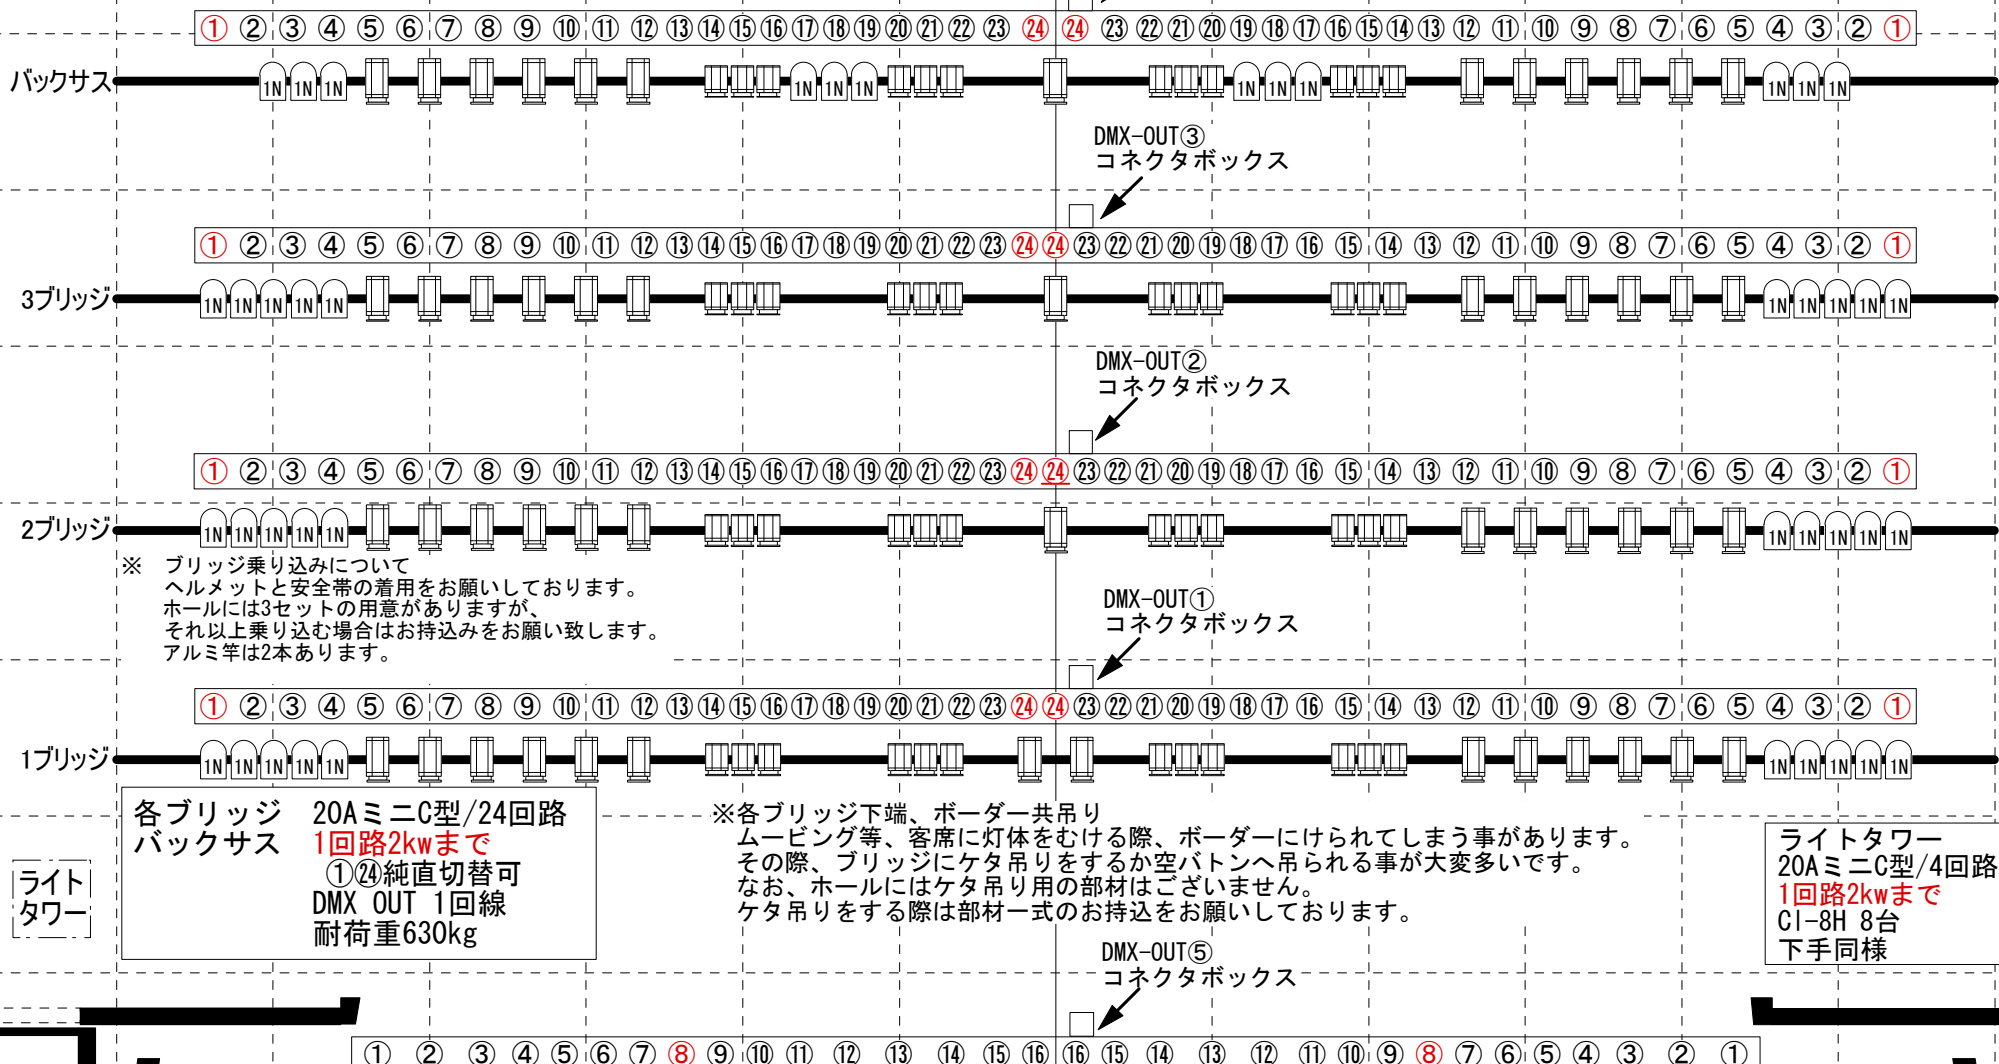 ①②③④⑤⑥⑦⑧⑨⑩⑪⑫⑬⑭⑮⑯⑰⑱⑲⑳㉑㉒㉓㉔㉔㉓㉒㉑⑳⑲⑱⑰⑯⑮⑭⑬⑫⑪⑩⑨⑧⑦⑥⑤④③②①
バックサス 1N 1N 1N 1N 1N 1N 1N 1N 1N 1N 1N 1N
DMX-OUT③
コネクタボックス
①②③④⑤⑥⑦⑧⑨⑩⑪⑫⑬⑭⑮⑯⑰⑱⑲⑳㉑㉒㉓㉔㉔㉓㉒㉑⑳⑲⑱⑰⑯⑮⑭⑬⑫⑪⑩⑨⑧⑦⑥⑤④③②①
3ブリッジ 1N 1N 1N 1N 1N 1N 1N 1N 1N 1N
DMX-OUT②
コネクタボックス
①②③④⑤⑥⑦⑧⑨⑩⑪⑫⑬⑭⑮⑯⑰⑱⑲⑳㉑㉒㉓㉔㉔㉓㉒㉑⑳⑲⑱⑰⑯⑮⑭⑬⑫⑪⑩⑨⑧⑦⑥⑤④③②①
2ブリッジ 1N 1N 1N 1N 1N 1N 1N 1N 1N 1N
※ ブリッジ乗り込みについて
ヘルメットと安全帯の着用をお願いしております。
ホールには3セットの用意がありますが、
それ以上乗り込む場合はお持込みをお願い致します。
アルミ竿は2本あります。
DMX-OUT①
コネクタボックス
①②③④⑤⑥⑦⑧⑨⑩⑪⑫⑬⑭⑮⑯⑰⑱⑲⑳㉑㉒㉓㉔㉔㉓㉒㉑⑳⑲⑱⑰⑯⑮⑭⑬⑫⑪⑩⑨⑧⑦⑥⑤④③②①
1ブリッジ 1N 1N 1N 1N 1N 1N 1N 1N 1N 1N
各ブリッジ 20AミニC型/24回路
バックサス 1回路2kwまで
①㉔純直切替可
DMX OUT 1回線
耐荷重630kg
※各ブリッジ下端、ボーダー共吊り
ムービング等、客席に灯体をむける際、ボーダーにけられてしまう事があります。
その際、ブリッジにケタ吊りをするか空バトンへ吊られる事が大変多いです。
なお、ホールにはケタ吊り用の部材はございません。
ケタ吊りをする際は部材一式のお持込をお願いしております。
ライトタワー
20AミニC型/4回路
1回路2kwまで
CI-8H 8台
下手同様
ライト
タワー
DMX-OUT⑤
コネクタボックス
①②③④⑤⑥⑦⑧⑨⑩⑪⑫⑬⑭⑮⑯⑯⑮⑭⑬⑫⑪⑩⑨⑧⑦⑥⑤④③②①